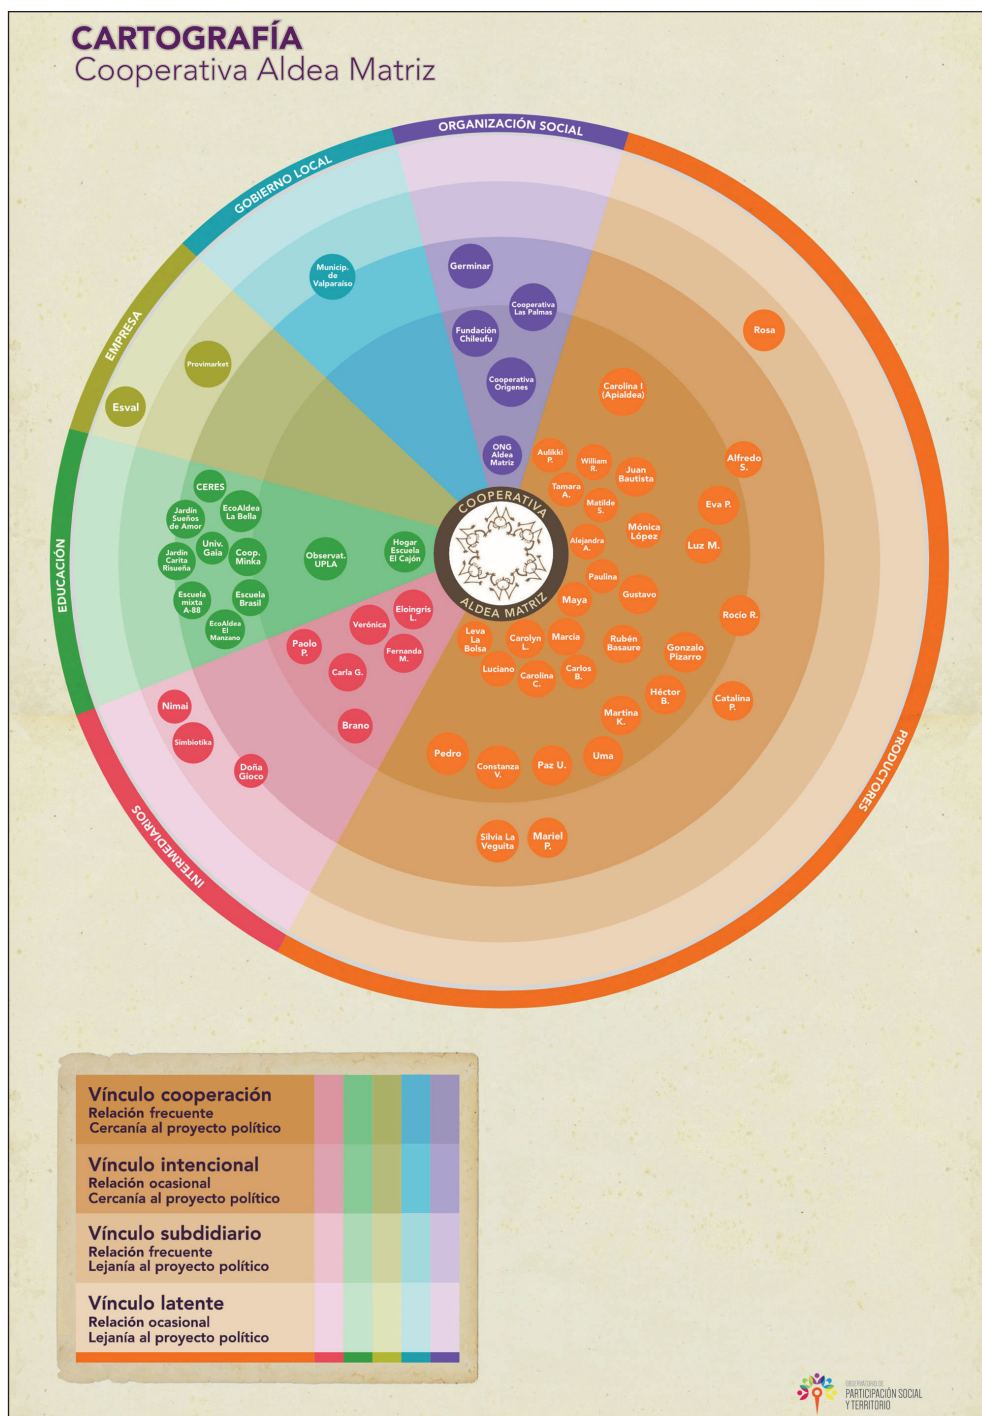 CARTOGRAFÍA
Cooperativa Aldea Matriz
ORGANIZACIÓN SOCIAL
GOBIERNO LOCAL
EMPRESA
EDUCACIÓN
INTERMEDIARIOS
PRODUCTORES
Municip.
de
Valparaíso
Germinar
Cooperativa
Las Palmas
Fundación
Chileufu
Cooperativa
Orígenes
ONG
Aldea
Matriz
Provimarket
Esval
CERES
EcoAldea
La Bella
Jardín
Sueños
de Amor
Univ.
Gaia
Coop.
Minka
Jardín
Carita
Risueña
Escuela
mixta
A-88
Escuela
Brasil
EcoAldea
El
Manzano
Observat.
UPLA
Hogar
Escuela
El Cajón
COOPERATIVA
ALDEA MATRIZ
Eloingris
L.
Verónica
Fernanda
M.
Paolo
P.
Carla G.
Brano
Nimai
Simbiotika
Doña
Gioco
Rosa
Carolina I
(Apialdea)
Aulikki
P.
William
R.
Juan
Bautista
Alfredo
S.
Tamara
A.
Matilde
S.
Eva P.
Alejandra
A.
Mónica
López
Luz M.
Paulina
Maya
Gustavo
Rocío R.
Leva
La
Bolsa
Carolyn
L.
Marcia
Rubén
Basaure
Gonzalo
Pizarro
Luciano
Carolina
C.
Carlos
B.
Héctor
B.
Catalina
P.
Martina
K.
Pedro
Constanza
V.
Paz U.
Uma
Silvia La
Veguita
Mariel
P.
Vínculo cooperación
Relación frecuente
Cercanía al proyecto político
Vínculo intencional
Relación ocasional
Cercanía al proyecto político
Vínculo subdidiario
Relación frecuente
Lejanía al proyecto político
Vínculo latente
Relación ocasional
Lejanía al proyecto político
OBSERVATORIO DE
PARTICIPACIÓN SOCIAL
Y TERRITORIO